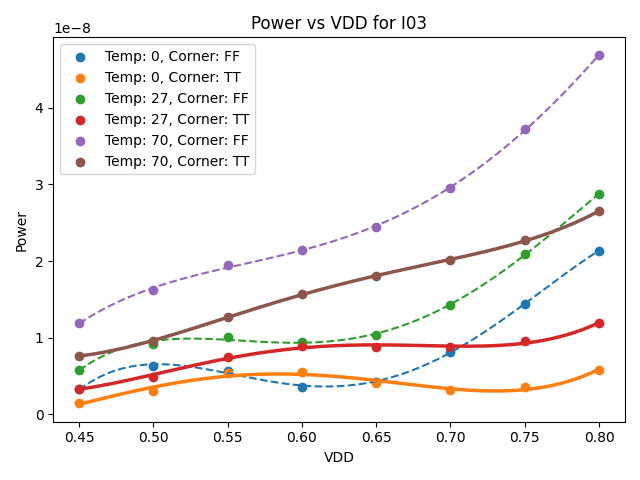 Power vs VDD for I03
1e−8
Temp: 0, Corner: FF
Temp: 0, Corner: TT
Temp: 27, Corner: FF
Temp: 27, Corner: TT
Temp: 70, Corner: FF
Temp: 70, Corner: TT
4
3
2
1
0
Power
0.45 0.50 0.55 0.60 0.65 0.70 0.75 0.80
VDD